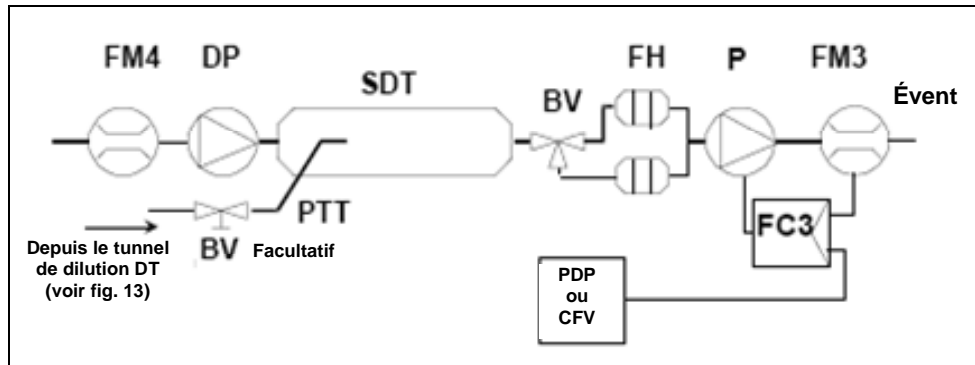 FM4 DP
SDT
BV
FH
P
FM3
Évent
PTT
BV
Facultatif
Depuis le tunnel
de dilution DT
(voir fig. 13)
FC3
PDP
ou
CFV